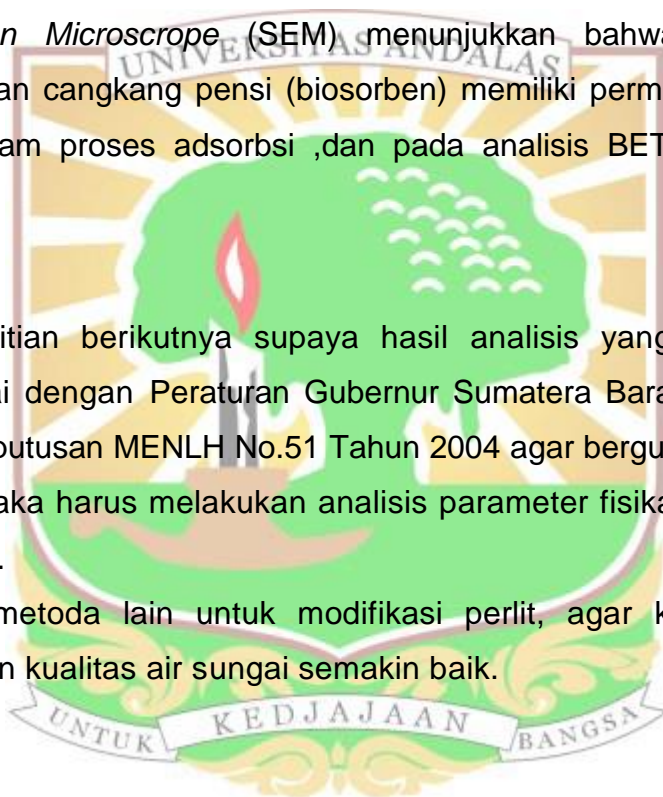 n Microscrope (SEM) menunjukkan bahwa
UNIVERSITAS ANDALAS
an cangkang pensi (biosorben) memiliki perm
am proses adsorbsi ,dan pada analisis BET
itian berikutnya supaya hasil analisis yang
ai dengan Peraturan Gubernur Sumatera Bara
putusan MENLH No.51 Tahun 2004 agar bergu
aka harus melakukan analisis parameter fisika
.
metoda lain untuk modifikasi perlit, agar k
n kualitas air sungai semakin baik.
UNTUK KEDJAJAAN BANGSA